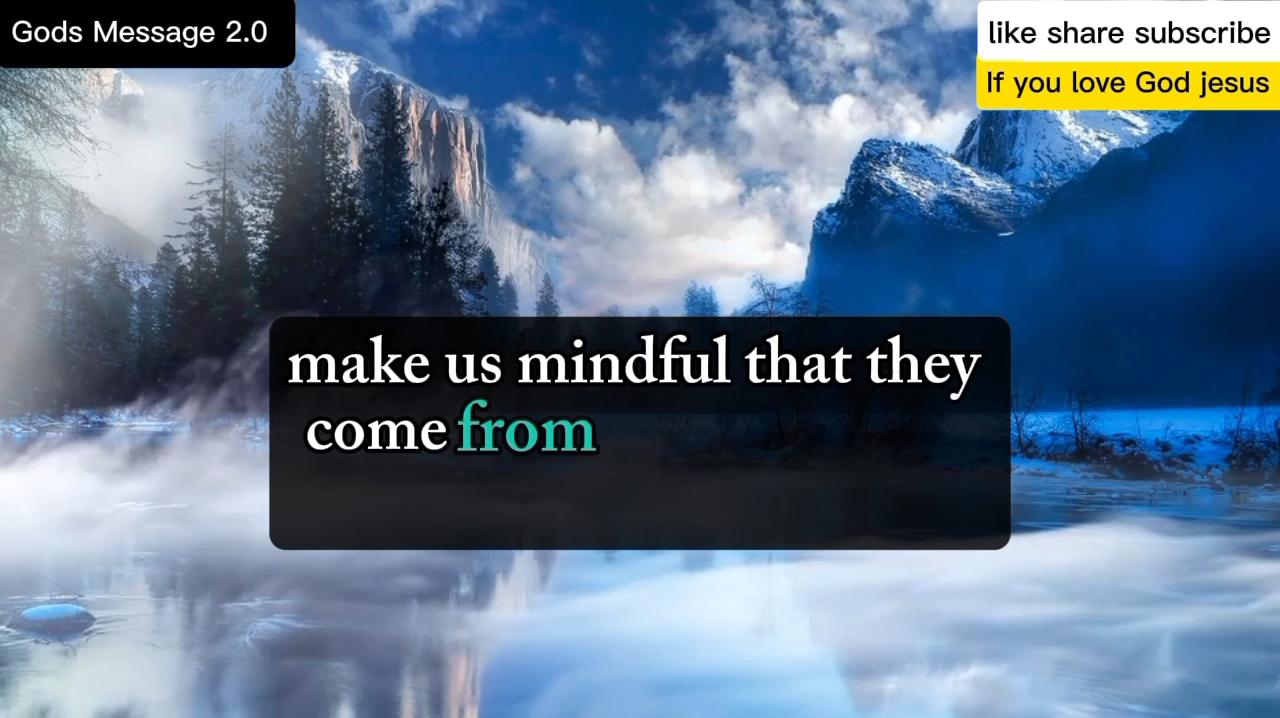 Gods Message 2.0
like share subscribe
If you love God jesus
make us mindful that they
come from